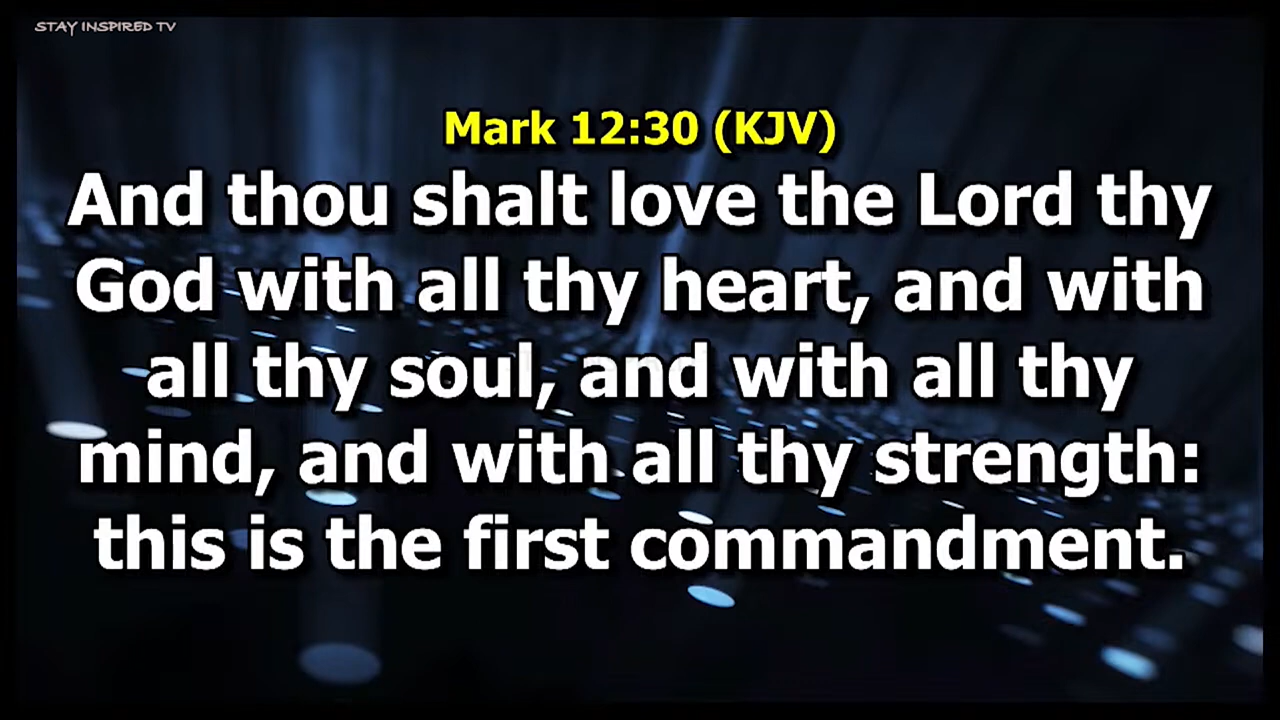 STAY INSPIRED TV
Mark 12:30 (KJV)
And thou shalt love the Lord thy
God with all thy heart, and with
all thy soul, and with all thy
mind, and with all thy strength:
this is the first commandment.